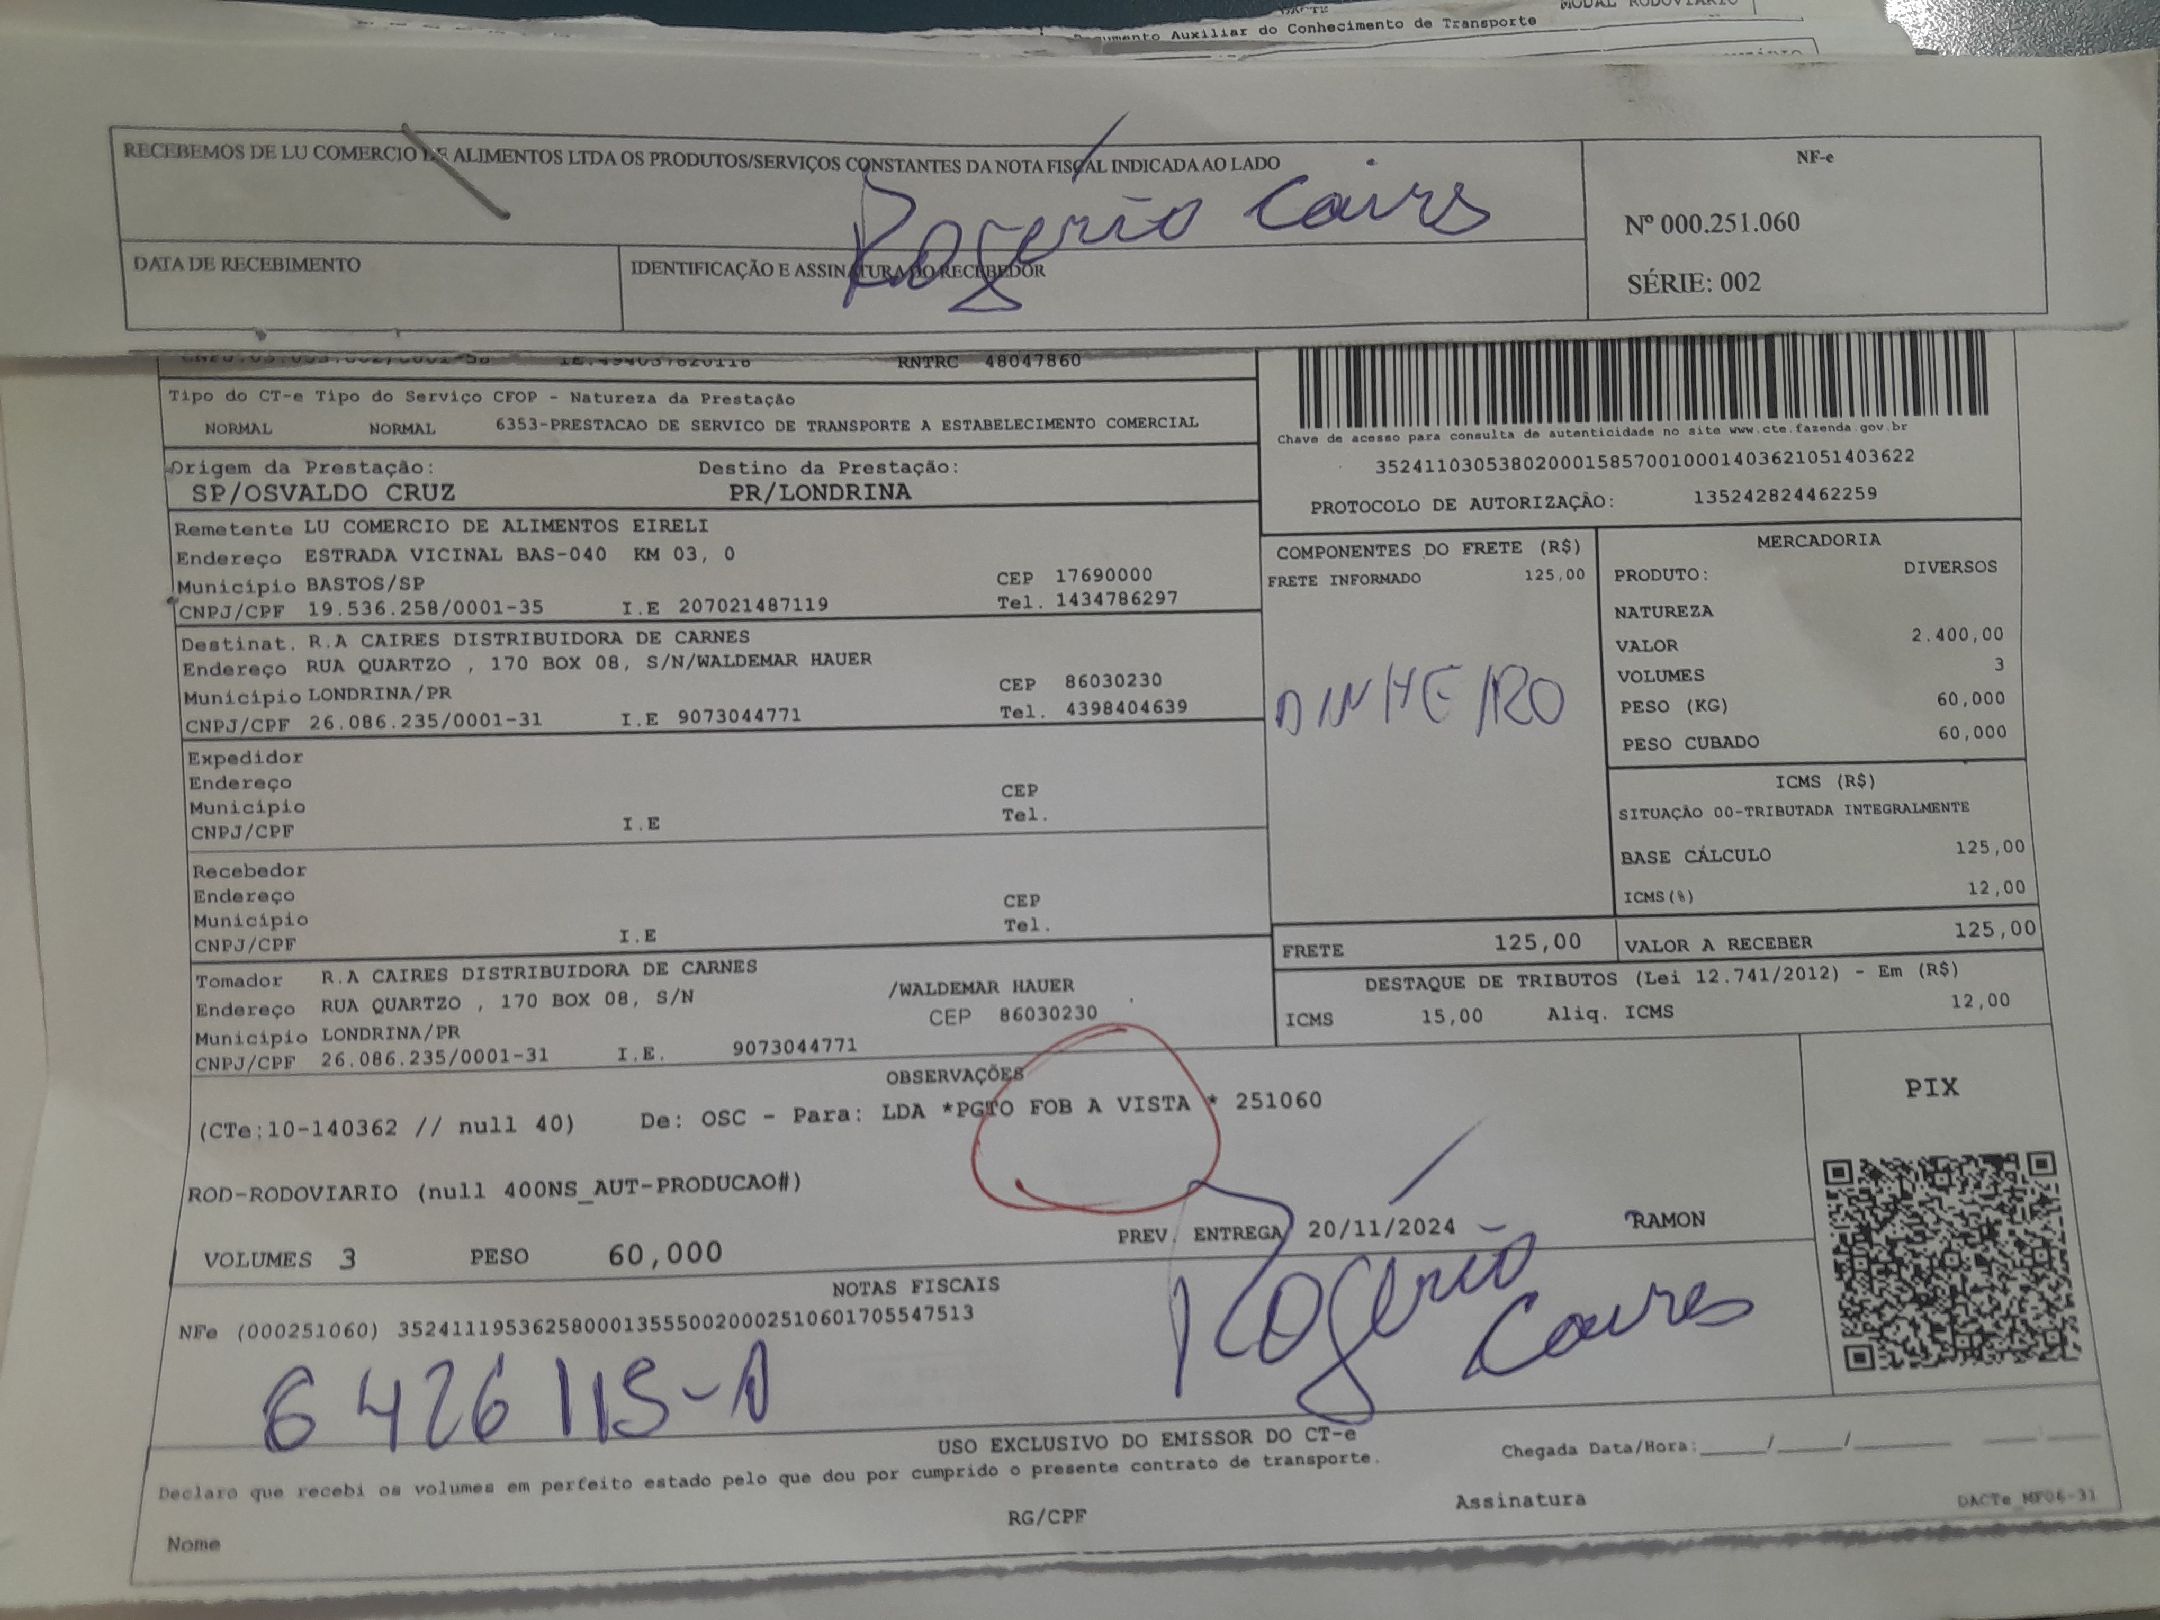 Documento Auxiliar do Conhecimento de Transporte
MODAL RODOVIARIO
RECEBEMOS DE LU COMERCIO DE ALIMENTOS LTDA OS PRODUTOS/SERVIÇOS CONSTANTES DA NOTA FISCAL INDICADA AO LADO
NF-e
Nº 000.251.060
SÉRIE: 002
Rogério
DATA DE RECEBIMENTO
IDENTIFICAÇÃO E ASSINATURA DO RECEBEDOR
RNTRC 48047860
Tipo do CT-e Tipo do Serviço CFOP - Natureza da Prestação
NORMAL NORMAL 6353-PRESTACAO DE SERVICO DE TRANSPORTE A ESTABELECIMENTO COMERCIAL
Chave de acesso para consulta de autenticidade no site www.cte.fazenda.gov.br
35241103053802000158570010001403621051403622
PROTOCOLO DE AUTORIZAÇÃO: 135242824462259
Origem da Prestação: Destino da Prestação:
SP/OSVALDO CRUZ PR/LONDRINA
Remetente LU COMERCIO DE ALIMENTOS EIRELI
Endereço ESTRADA VICINAL BAS-040 KM 03, 0
Município BASTOS/SP CEP 17690000
CNPJ/CPF 19.536.258/0001-35 I.E 207021487119 Tel. 1434786297
Destinat. R.A CAIRES DISTRIBUIDORA DE CARNES
Endereço RUA QUARTZO , 170 BOX 08, S/N/WALDEMAR HAUER
Município LONDRINA/PR CEP 86030230
CNPJ/CPF 26.086.235/0001-31 I.E 9073044771 Tel. 4398404639
Expedidor
Endereço
Município CEP
CNPJ/CPF I.E Tel.
Recebedor
Endereço
Município CEP
CNPJ/CPF I.E Tel.
Tomador R.A CAIRES DISTRIBUIDORA DE CARNES
Endereço RUA QUARTZO , 170 BOX 08, S/N /WALDEMAR HAUER
Município LONDRINA/PR CEP 86030230
CNPJ/CPF 26.086.235/0001-31 I.E. 9073044771
COMPONENTES DO FRETE (R$)
FRETE INFORMADO 125,00
DINHEIRO
MERCADORIA
PRODUTO: DIVERSOS
NATUREZA
VALOR 2.400,00
VOLUMES 3
PESO (KG) 60,000
PESO CUBADO 60,000
ICMS (R$)
SITUAÇÃO 00-TRIBUTADA INTEGRALMENTE
BASE CÁLCULO 125,00
ICMS(%) 12,00
FRETE 125,00 VALOR A RECEBER 125,00
DESTAQUE DE TRIBUTOS (Lei 12.741/2012) - Em (R$)
ICMS 15,00 Aliq. ICMS 12,00
OBSERVAÇÕES
(CTe:10-140362 // null 40) De: OSC - Para: LDA *PGTO FOB A VISTA * 251060
ROD-RODOVIARIO (null 400NS_AUT-PRODUCAO#)
PREV. ENTREGA 20/11/2024 RAMON
VOLUMES 3 PESO 60,000
PIX
NOTAS FISCAIS
NFe (000251060) 35241119536258000135550020002510601705547513
Rogério
USO EXCLUSIVO DO EMISSOR DO CT-e
Chegada Data/Hora:_____/_____/_______
Declaro que recebi os volumes em perfeito estado pelo que dou por cumprido o presente contrato de transporte.
Nome RG/CPF Assinatura
DACTe MF06-31